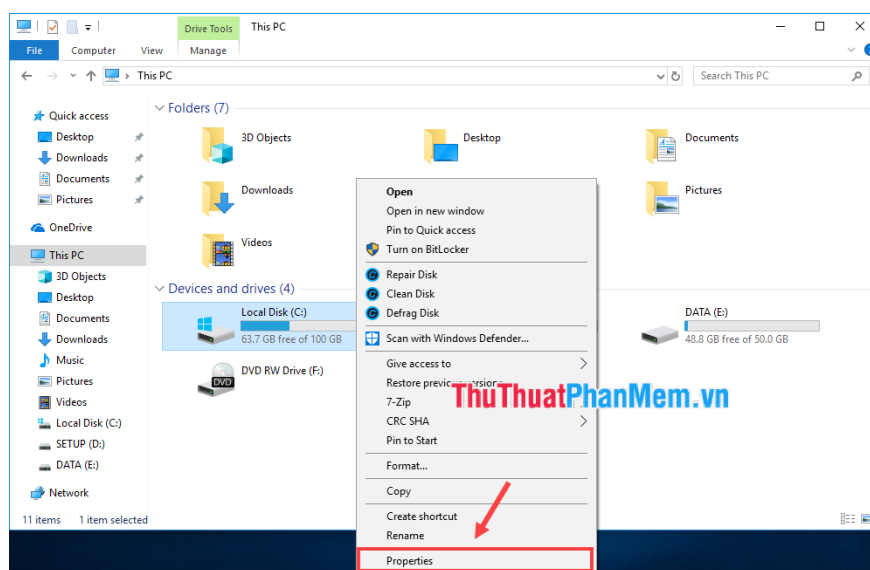 Drive Tools This PC
File Computer View Manage
This PC Search This PC
Quick access
Desktop
Downloads
Documents
Pictures
OneDrive
This PC
3D Objects
Desktop
Documents
Downloads
Music
Pictures
Videos
Local Disk (C:)
SETUP (D:)
DATA (E:)
Network
Folders (7)
3D Objects
Desktop
Documents
Downloads
Pictures
Videos
Devices and drives (4)
Local Disk (C:)
63.7 GB free of 100 GB
DATA (E:)
48.8 GB free of 50.0 GB
DVD
DVD RW Drive (F:)
Open
Open in new window
Pin to Quick access
Turn on BitLocker
Repair Disk
Clean Disk
Defrag Disk
Scan with Windows Defender...
Give access to
Restore previous versions
7-Zip
CRC SHA
Pin to Start
Format...
Copy
Create shortcut
Rename
Properties
ThuThuatPhanMem.vn
11 items 1 item selected